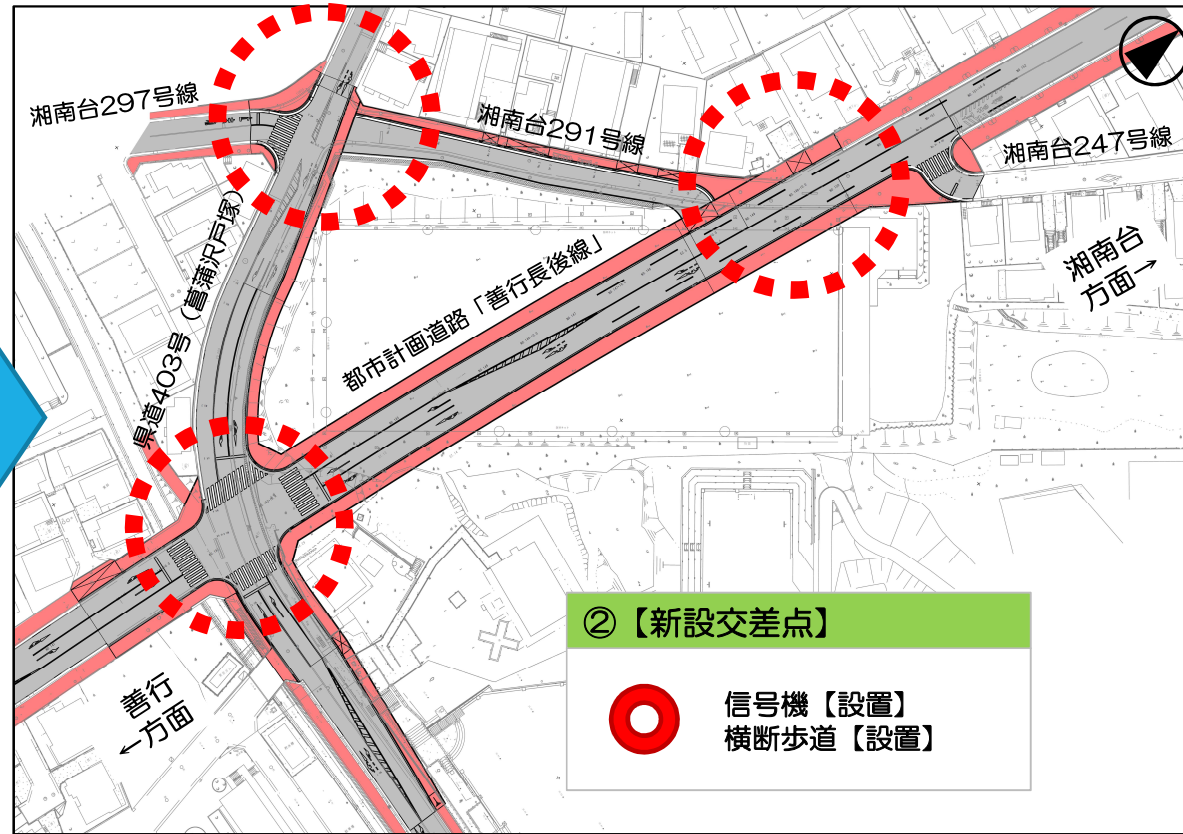 湘南台297号線
湘南台291号線
湘南台247号線
県道403号（菖蒲沢戸塚）
都市計画道路「善行長後線」
湘南台
方面→
善行
←方面
②【新設交差点】
信号機【設置】
横断歩道【設置】